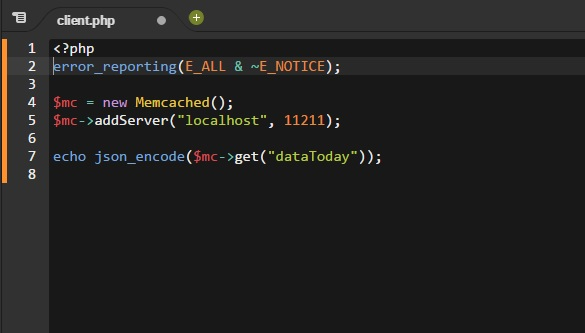 client.php
1 <?php
2 error_reporting(E_ALL & ~E_NOTICE);
3
4 $mc = new Memcached();
5 $mc->addServer("localhost", 11211);
6
7 echo json_encode($mc->get("dataToday"));
8